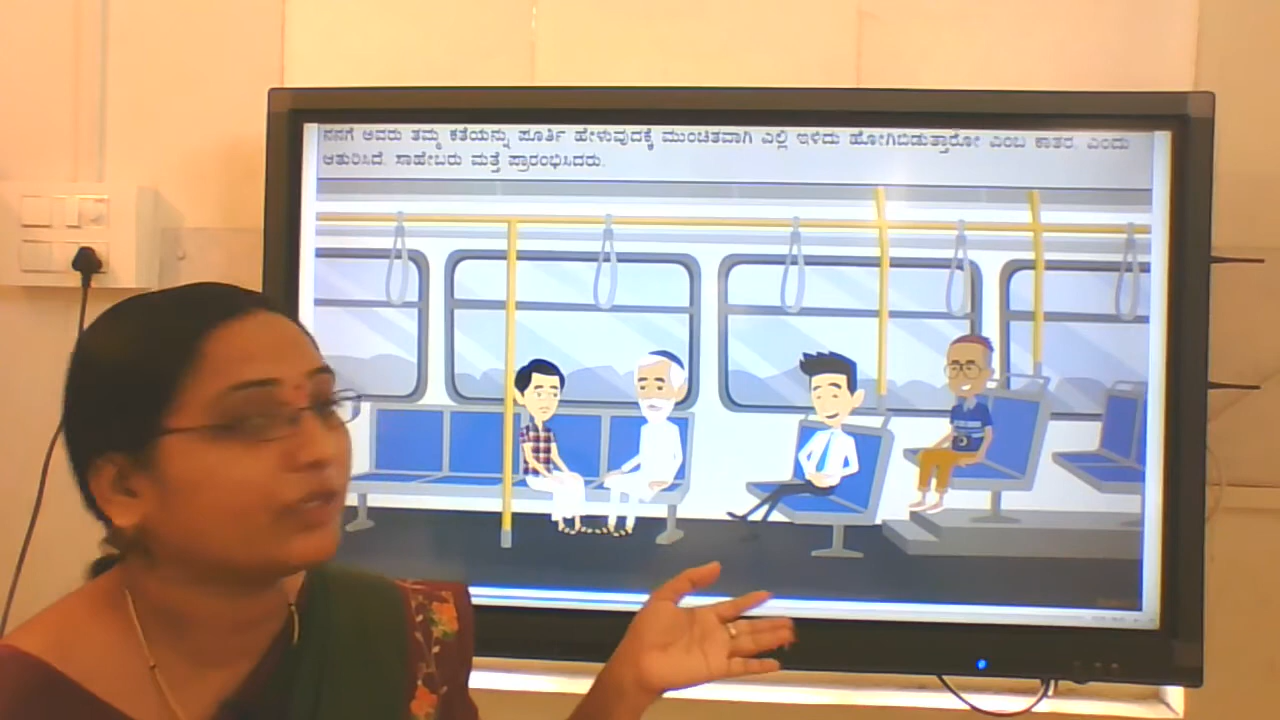 ನನಗೆ ಅವರು ತಮ್ಮ ಕತೆಯನ್ನು ಪೂರ್ತಿ ಹೇಳುವುದಕ್ಕೆ ಮುಂಚಿತವಾಗಿ ಎಲ್ಲಿ ಇಳಿದು ಹೋಗಿಬಿಡುತ್ತಾರೋ ಎಂಬ ಕಾತರ. ಎಂದು
ಆತುರಿಸಿದೆ. ಸಾಹೇಬರು ಮತ್ತೆ ಪ್ರಾರಂಭಿಸಿದರು.